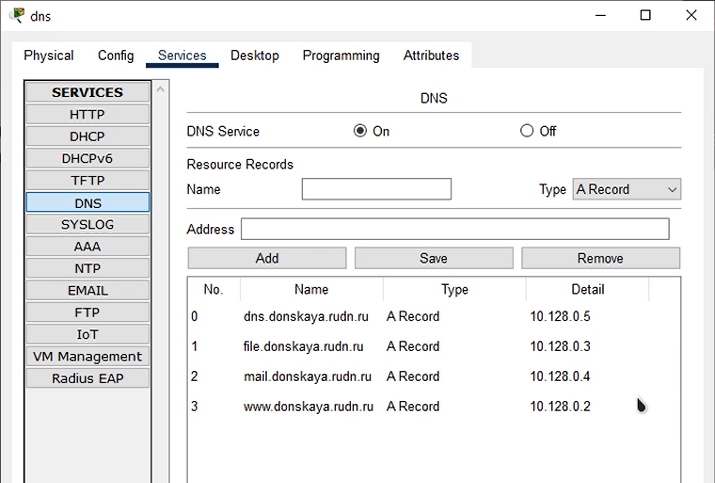 dns
Physical Config Services Desktop Programming Attributes
SERVICES
HTTP
DHCP
DHCPv6
TFTP
DNS
SYSLOG
AAA
NTP
EMAIL
FTP
IoT
VM Management
Radius EAP
DNS
DNS Service On Off
Resource Records
Name Type A Record
Address
Add Save Remove
No. Name Type Detail
0 dns.donskaya.rudn.ru A Record 10.128.0.5
1 file.donskaya.rudn.ru A Record 10.128.0.3
2 mail.donskaya.rudn.ru A Record 10.128.0.4
3 www.donskaya.rudn.ru A Record 10.128.0.2